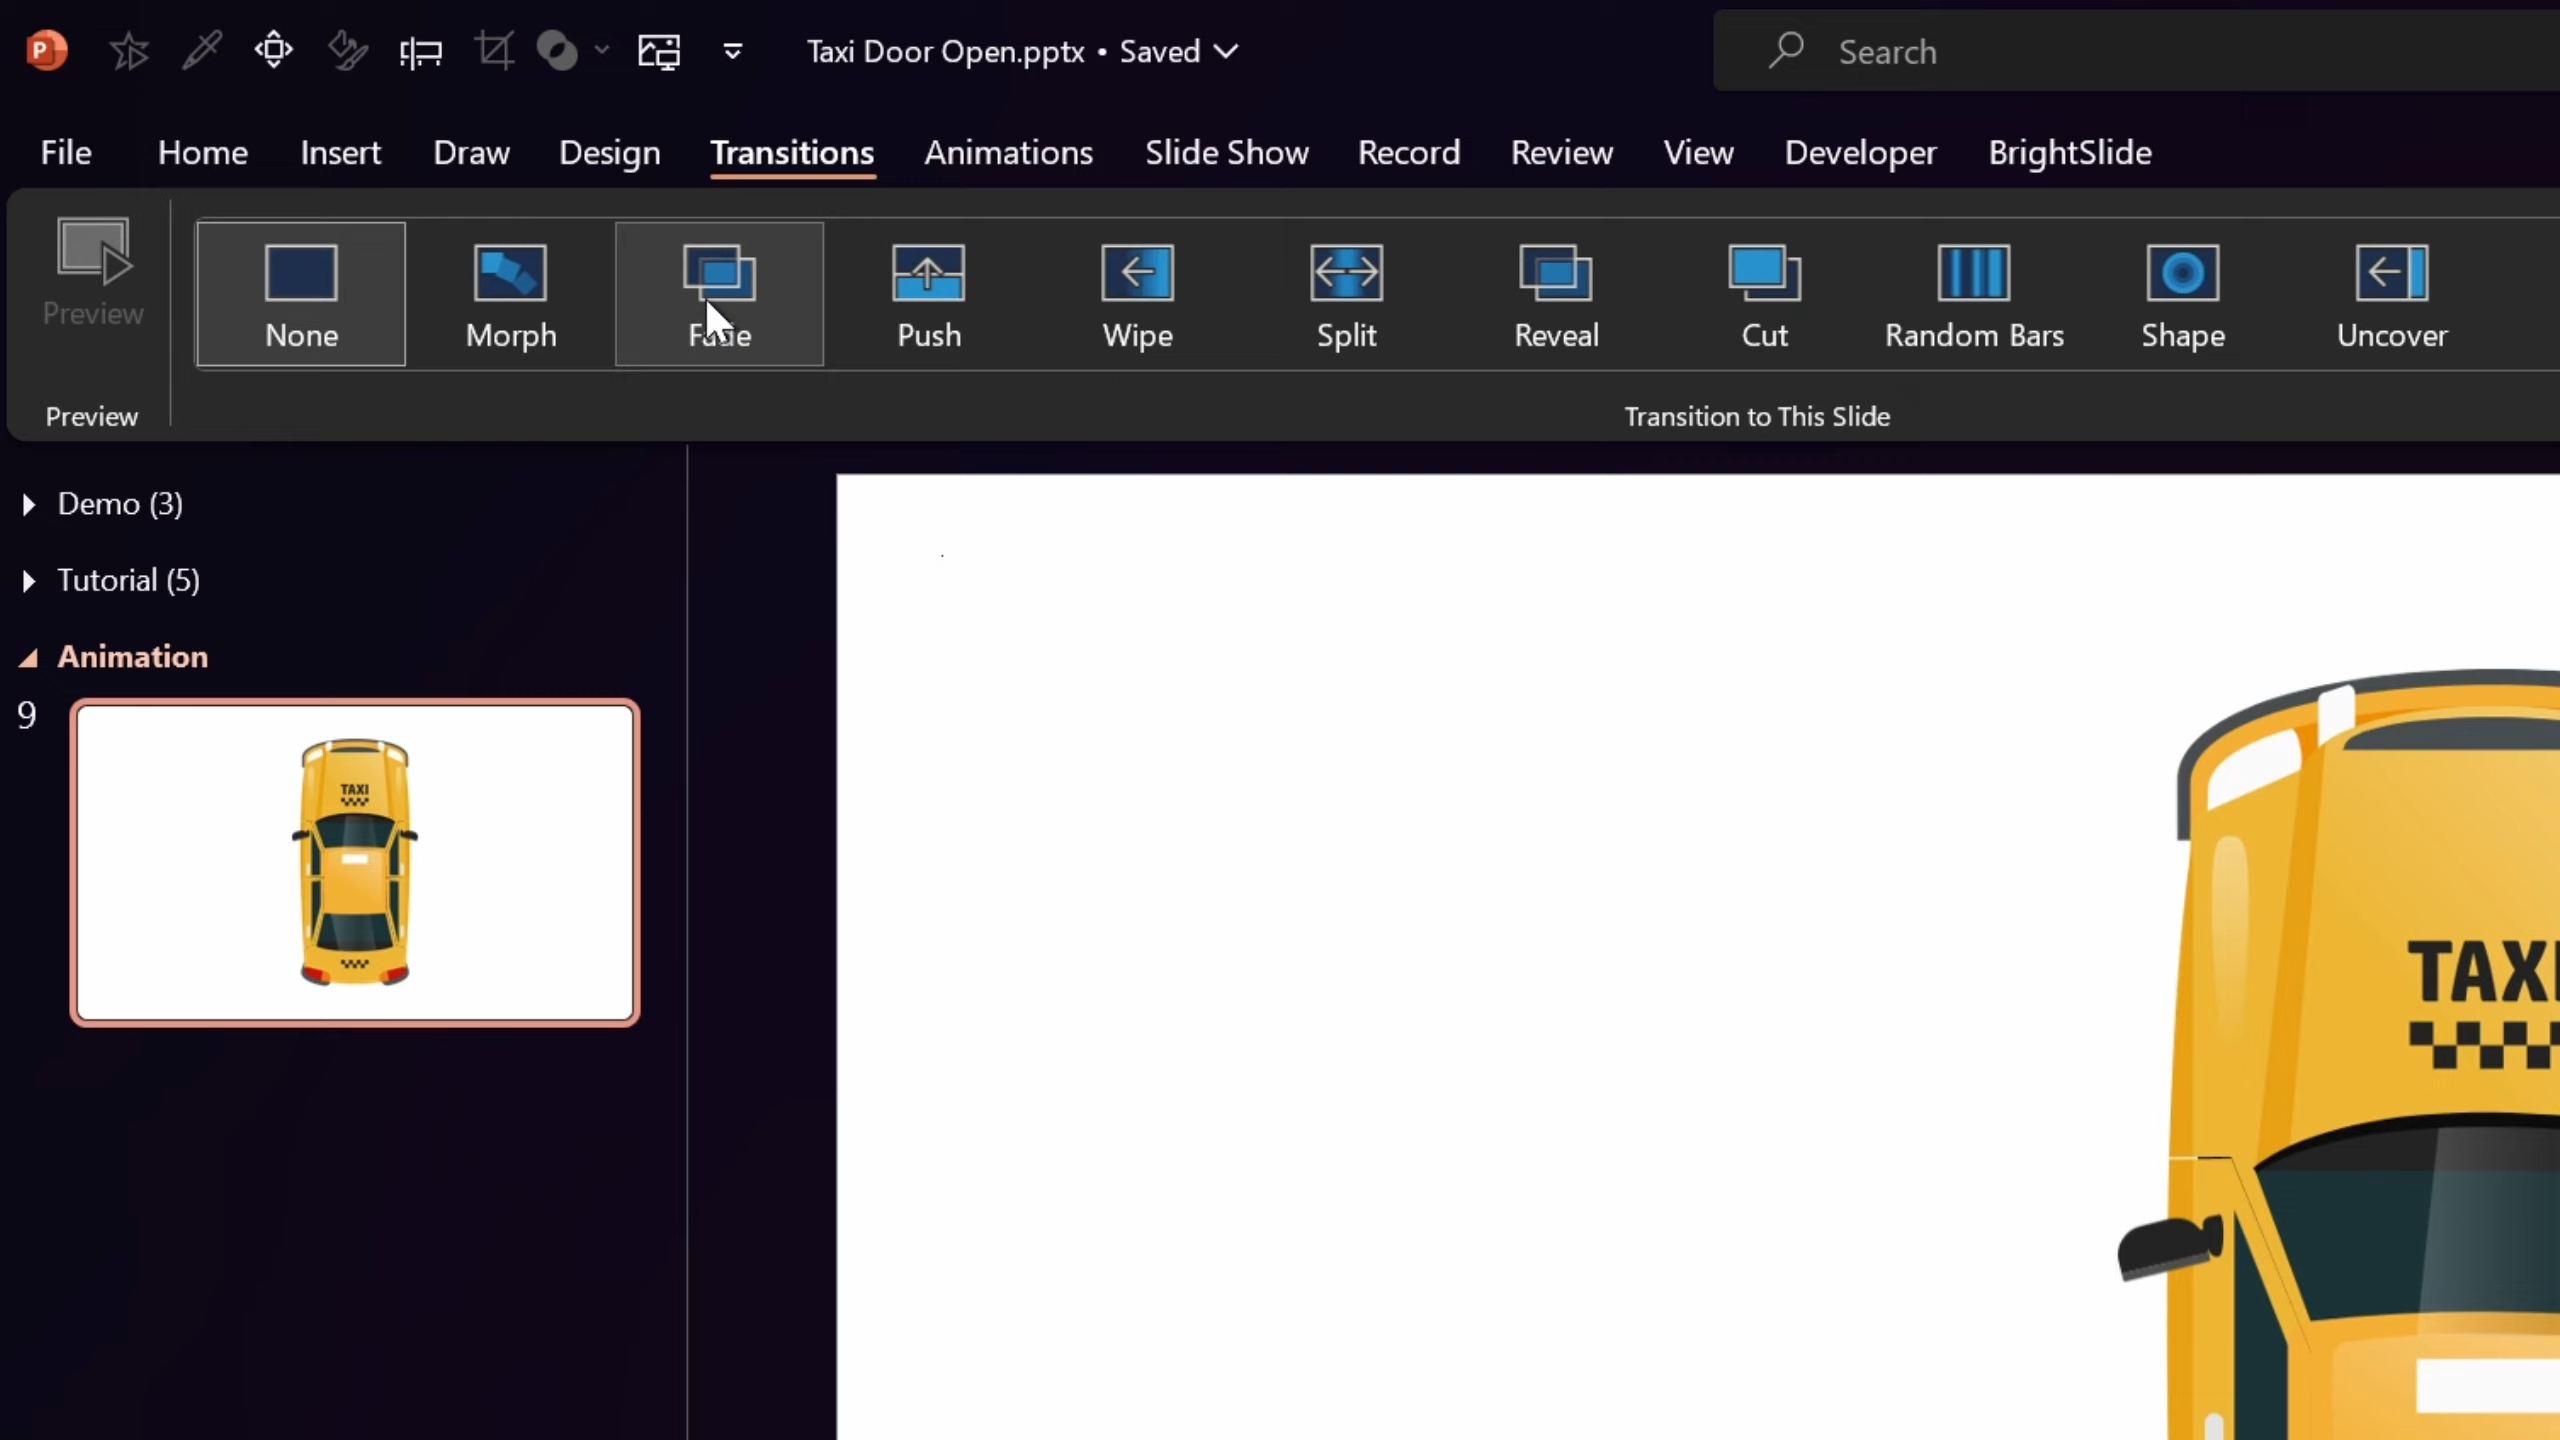 Taxi Door Open.pptx • Saved
Search
File Home Insert Draw Design Transitions Animations Slide Show Record Review View Developer BrightSlide
Preview
None Morph Fade Push Wipe Split Reveal Cut Random Bars Shape Uncover
Preview
Transition to This Slide
Demo (3)
Tutorial (5)
Animation
9
TAXI
TAXI